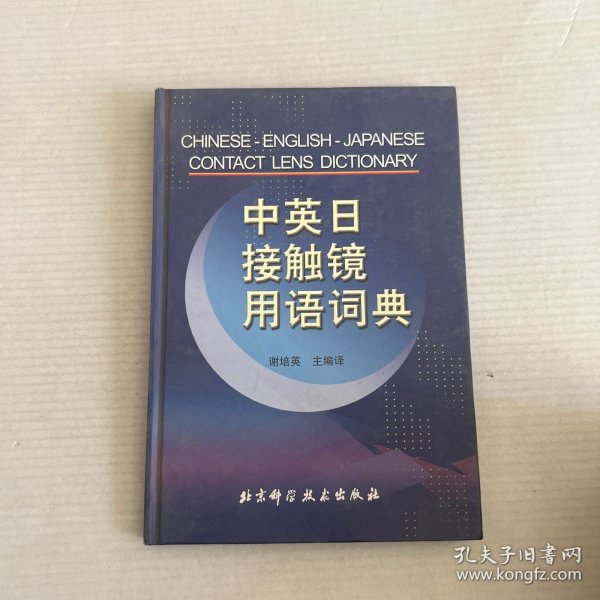 CHINESE-ENGLISH-JAPANESE
CONTACT LENS DICTIONARY
中英日
接触镜
用语词典
谢培英 主编译
北京科学技术出版社
孔夫子旧书网
www.kongfz.com